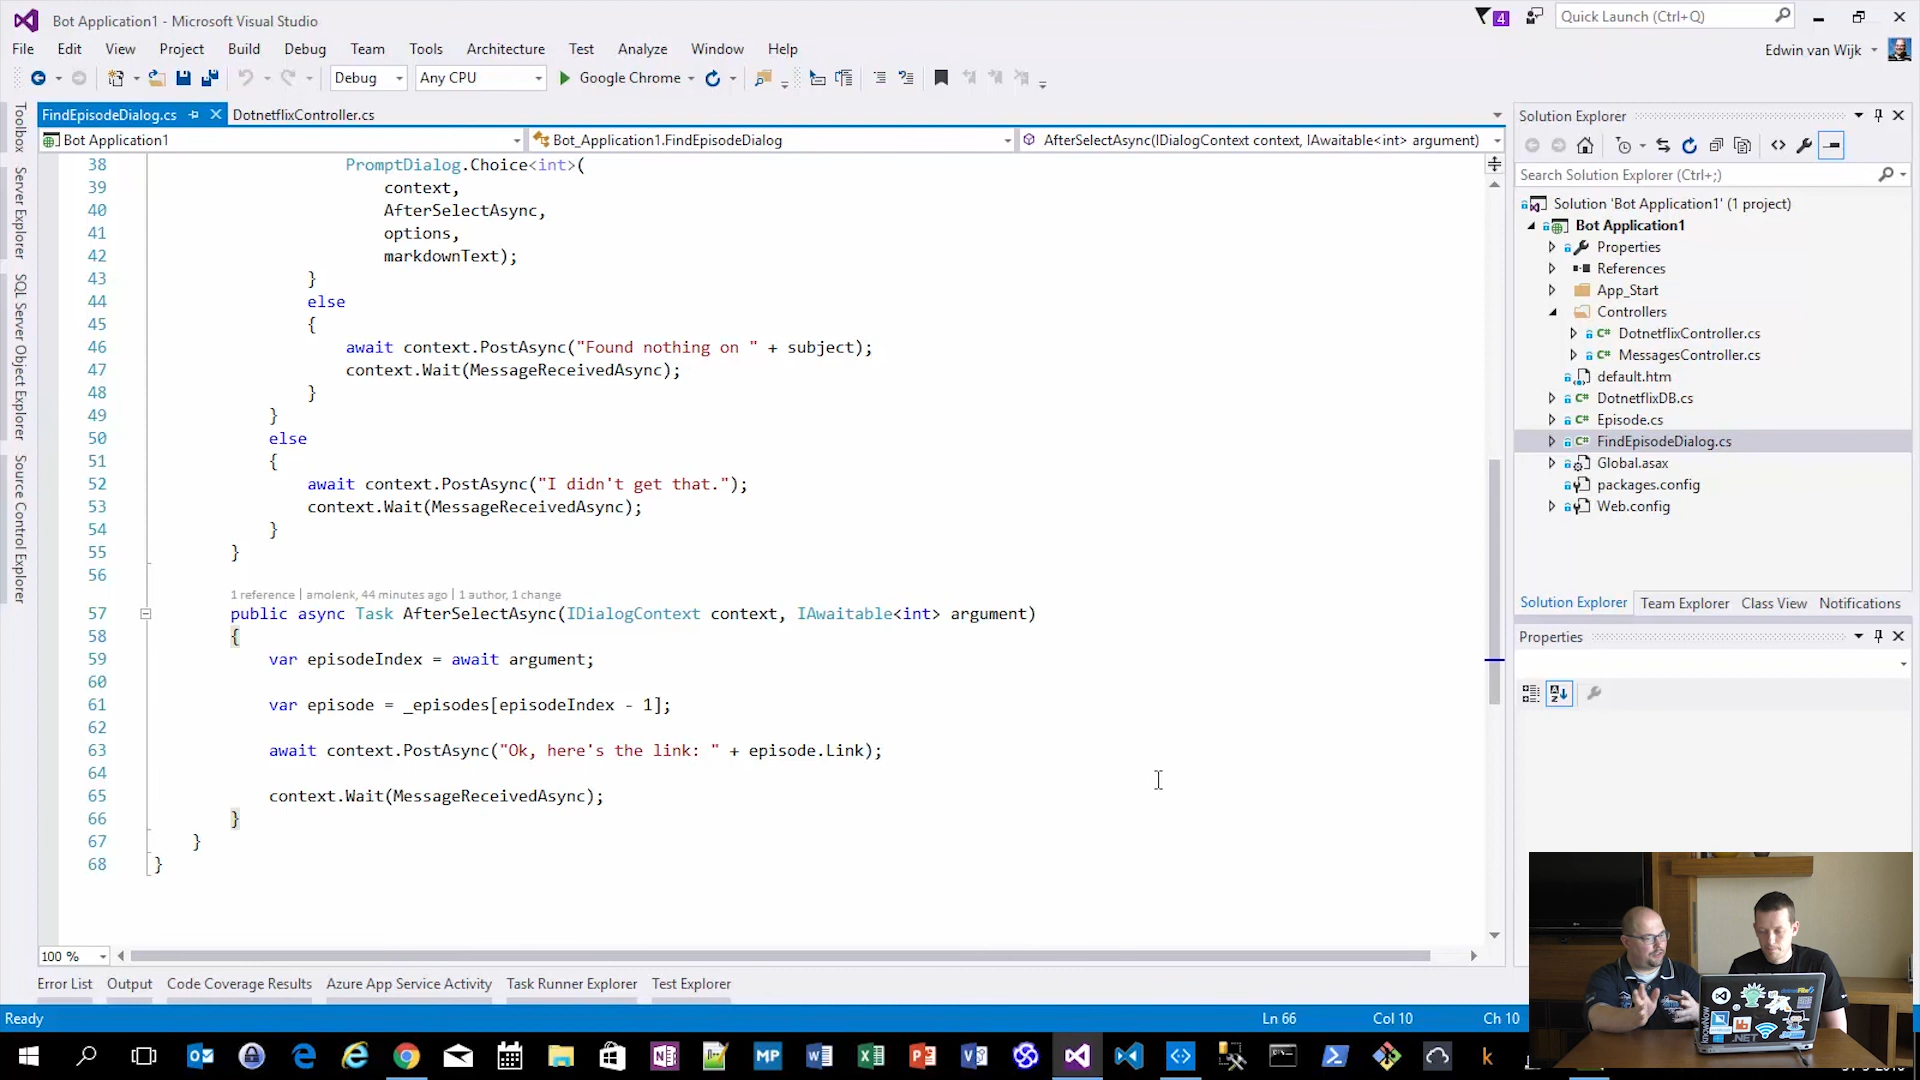 Bot Application1 - Microsoft Visual Studio
4
Quick Launch (Ctrl+Q)
File Edit View Project Build Debug Team Tools Architecture Test Analyze Window Help
Edwin van Wijk
Debug Any CPU Google Chrome
FindEpisodeDialog.cs DotnetflixController.cs
Bot Application1 Bot_Application1.FindEpisodeDialog AfterSelectAsync(IDialogContext context, IAwaitable<int> argument)
Toolbox
Server Explorer
SQL Server Object Explorer
Source Control Explorer
38 PromptDialog.Choice<int>(
39 context,
40 AfterSelectAsync,
41 options,
42 markdownText);
43 }
44 else
45 {
46 await context.PostAsync("Found nothing on " + subject);
47 context.Wait(MessageReceivedAsync);
48 }
49 }
50 else
51 {
52 await context.PostAsync("I didn't get that.");
53 context.Wait(MessageReceivedAsync);
54 }
55 }
56
1 reference | amolenk, 44 minutes ago | 1 author, 1 change
57 public async Task AfterSelectAsync(IDialogContext context, IAwaitable<int> argument)
58 {
59 var episodeIndex = await argument;
60
61 var episode = _episodes[episodeIndex - 1];
62
63 await context.PostAsync("Ok, here's the link: " + episode.Link);
64
65 context.Wait(MessageReceivedAsync);
66 }
67 }
68 }
100 %
Solution Explorer
Search Solution Explorer (Ctrl+;)
Solution 'Bot Application1' (1 project)
Bot Application1
Properties
References
App_Start
Controllers
C# DotnetflixController.cs
C# MessagesController.cs
default.htm
C# DotnetflixDB.cs
C# Episode.cs
C# FindEpisodeDialog.cs
Global.asax
packages.config
Web.config
Solution Explorer Team Explorer Class View Notifications
Properties
Error List Output Code Coverage Results Azure App Service Activity Task Runner Explorer Test Explorer
Ready Ln 66 Col 10 Ch 10
.NET